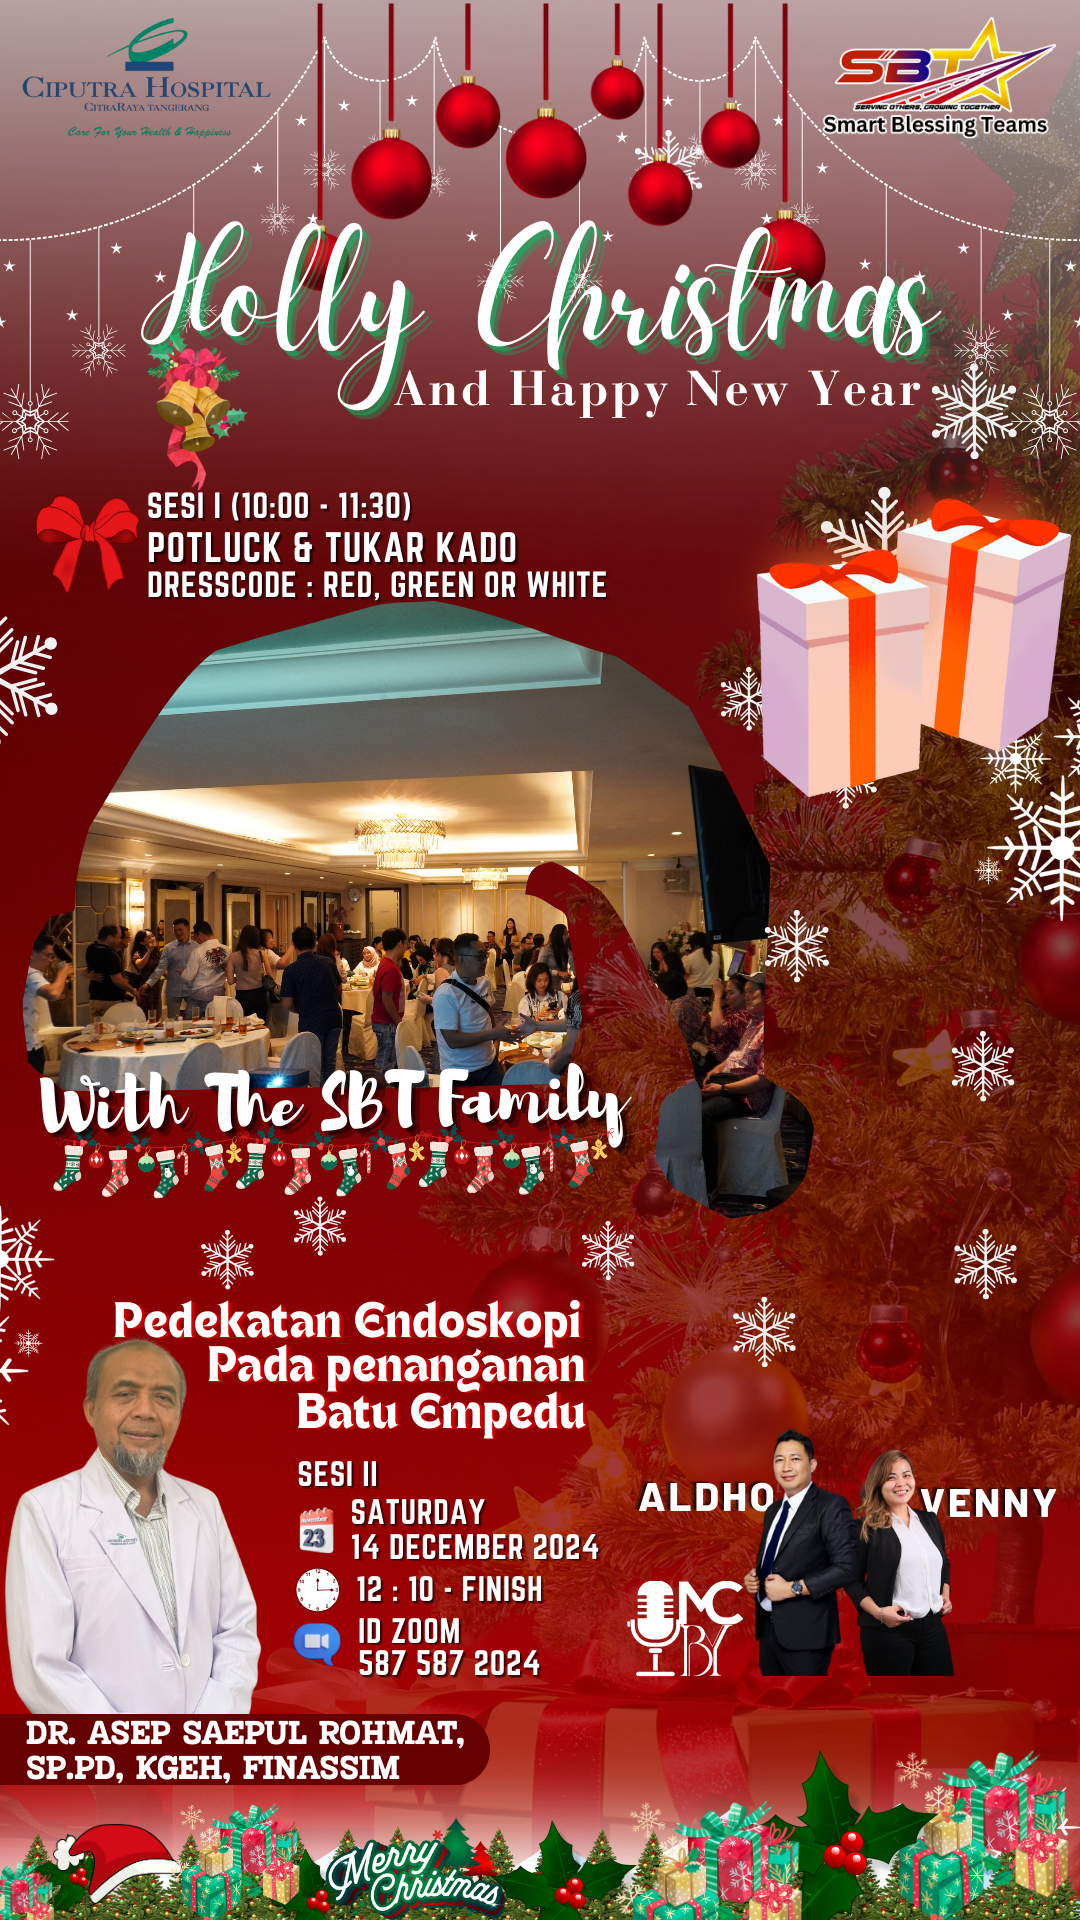 CIPUTRA HOSPITAL
CITRARAYA TANGERANG
Care For Your Health & Happiness
SBT
SERVING OTHERS, GROWING TOGETHER
Smart Blessing Teams
Holly Christmas
And Happy New Year
SESI I (10:00 - 11:30)
POTLUCK & TUKAR KADO
DRESSCODE : RED, GREEN OR WHITE
With The SBT Family
Pedekatan Endoskopi
Pada penanganan
Batu Empedu
SESI II
SATURDAY
14 DECEMBER 2024
november
23
12 : 10 - FINISH
ID ZOOM
587 587 2024
ALDHO
VENNY
MC
BY
DR. ASEP SAEPUL ROHMAT,
SP.PD, KGEH, FINASSIM
Merry
Christmas